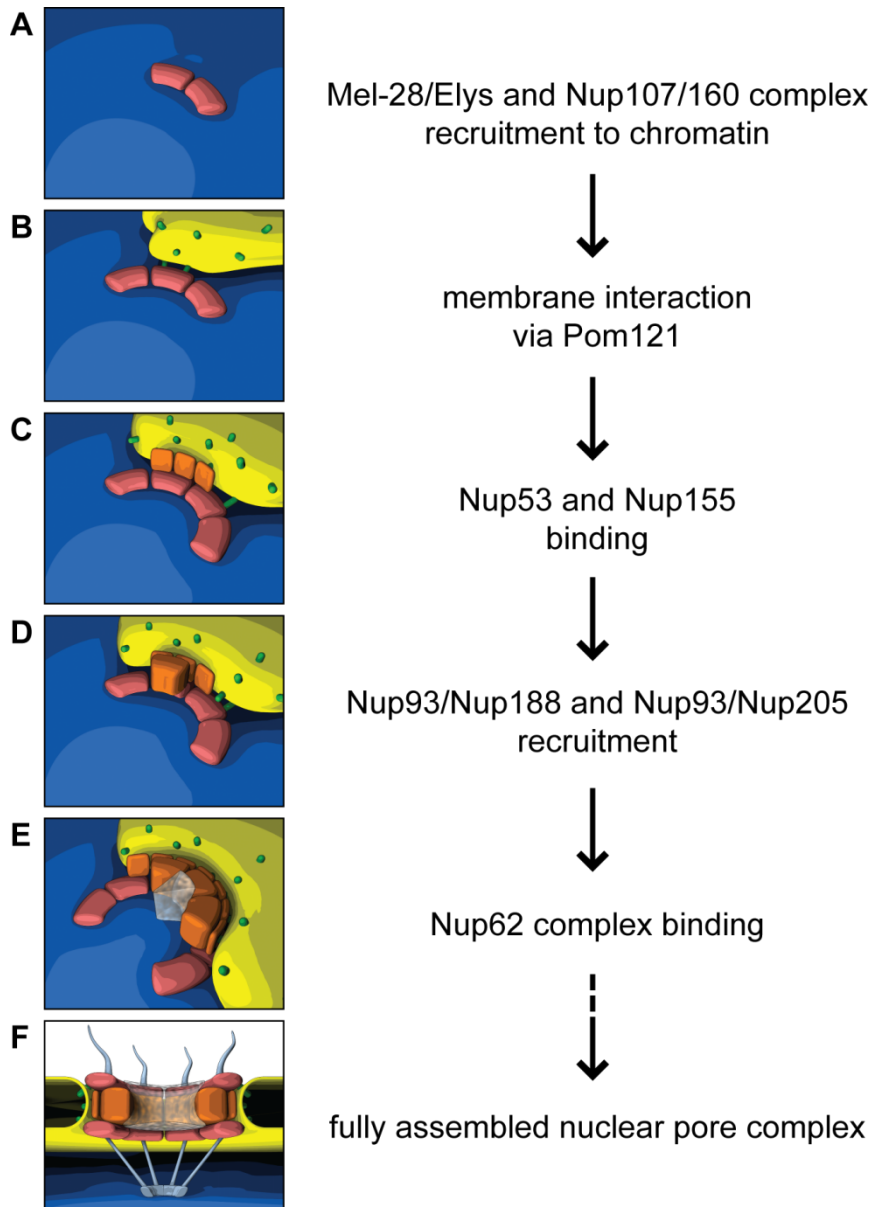 A
Mel-28/Elys and Nup107/160 complex
recruitment to chromatin
B
membrane interaction
via Pom121
C
Nup53 and Nup155
binding
D
Nup93/Nup188 and Nup93/Nup205
recruitment
E
Nup62 complex binding
F
fully assembled nuclear pore complex